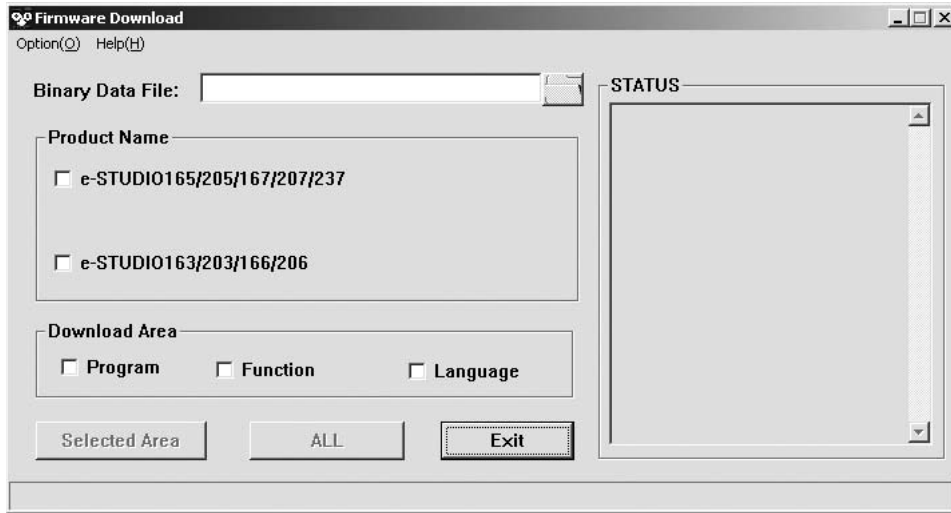 Firmware Download
Option(O) Help(H)
Binary Data File:
STATUS
Product Name
e-STUDIO165/205/167/207/237
e-STUDIO163/203/166/206
Download Area
Program Function Language
Selected Area ALL Exit